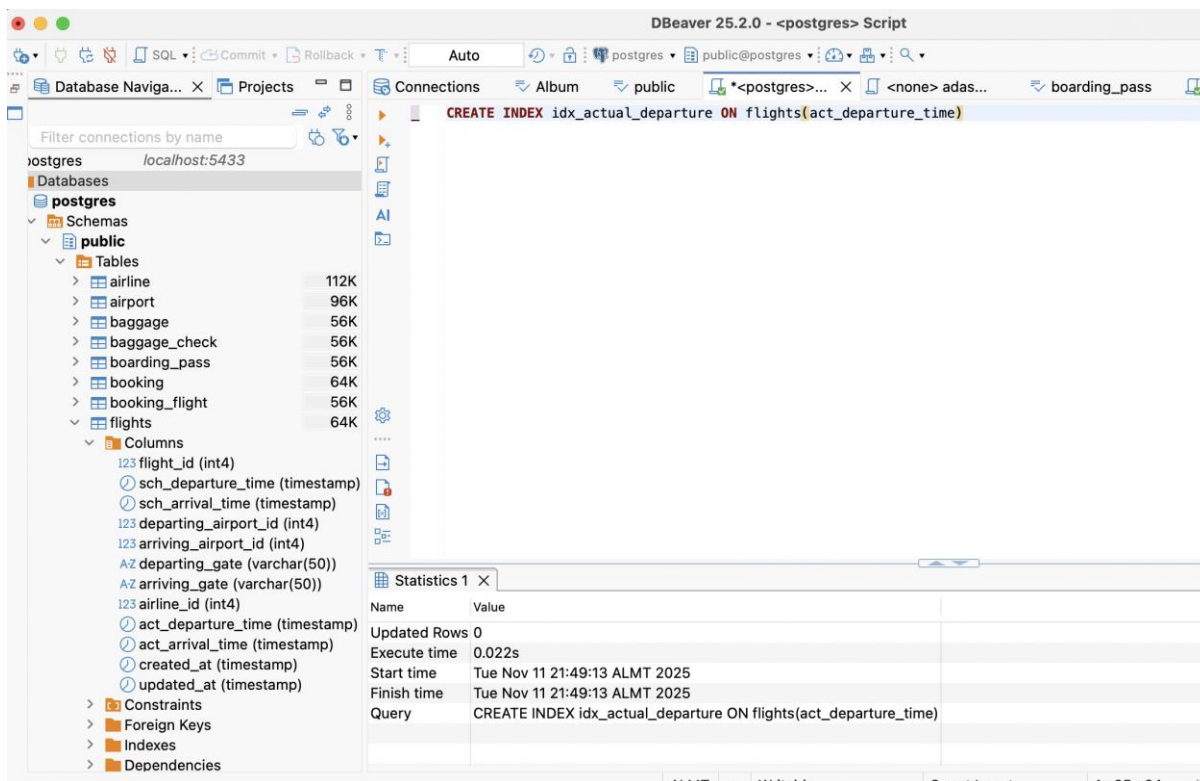 DBeaver 25.2.0 - <postgres> Script
SQL Commit Rollback T Auto postgres public@postgres
Database Naviga... Projects
Connections Album public *<postgres>... <none> adas... boarding_pass
Filter connections by name
postgres localhost:5433
Databases
postgres
Schemas
public
Tables
airline 112K
airport 96K
baggage 56K
baggage_check 56K
boarding_pass 56K
booking 64K
booking_flight 56K
flights 64K
Columns
123 flight_id (int4)
sch_departure_time (timestamp)
sch_arrival_time (timestamp)
123 departing_airport_id (int4)
123 arriving_airport_id (int4)
A-Z departing_gate (varchar(50))
A-Z arriving_gate (varchar(50))
123 airline_id (int4)
act_departure_time (timestamp)
act_arrival_time (timestamp)
created_at (timestamp)
updated_at (timestamp)
Constraints
Foreign Keys
Indexes
Dependencies
CREATE INDEX idx_actual_departure ON flights(act_departure_time)
AI
Statistics 1
Name Value
Updated Rows 0
Execute time 0.022s
Start time Tue Nov 11 21:49:13 ALMT 2025
Finish time Tue Nov 11 21:49:13 ALMT 2025
Query CREATE INDEX idx_actual_departure ON flights(act_departure_time)